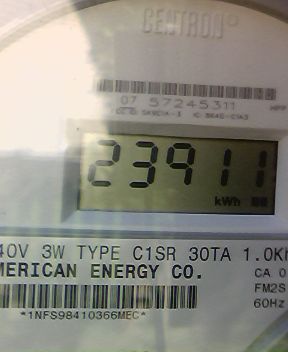 CENTRON®
07 57245311
23911
kWh
40V 3W TYPE C1SR 30TA 1.0Kh
MERICAN ENERGY CO.
CA 0
FM2S
60Hz
*1NFS98410366MEC*